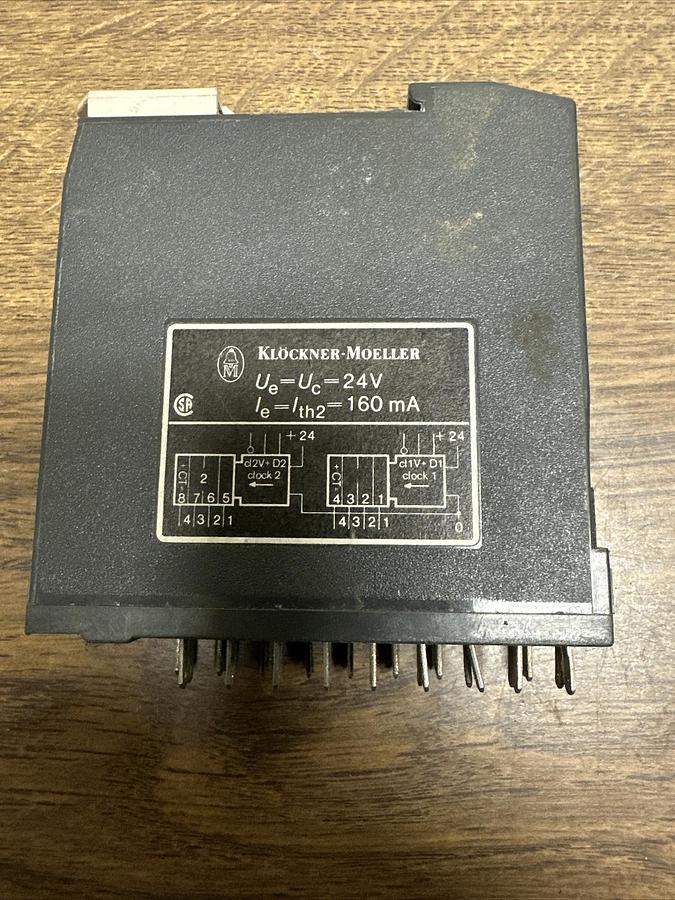 KLÖCKNER-MOELLER
M
Ue=Uc=24V
SA Ie=Ith2=160 mA
+24 +24
cl2V+ D2 cl1V+ D1
2 clock 2 clock 1
8 7 6 5 4 3 2 1
4 3 2 1 4 3 2 1 0